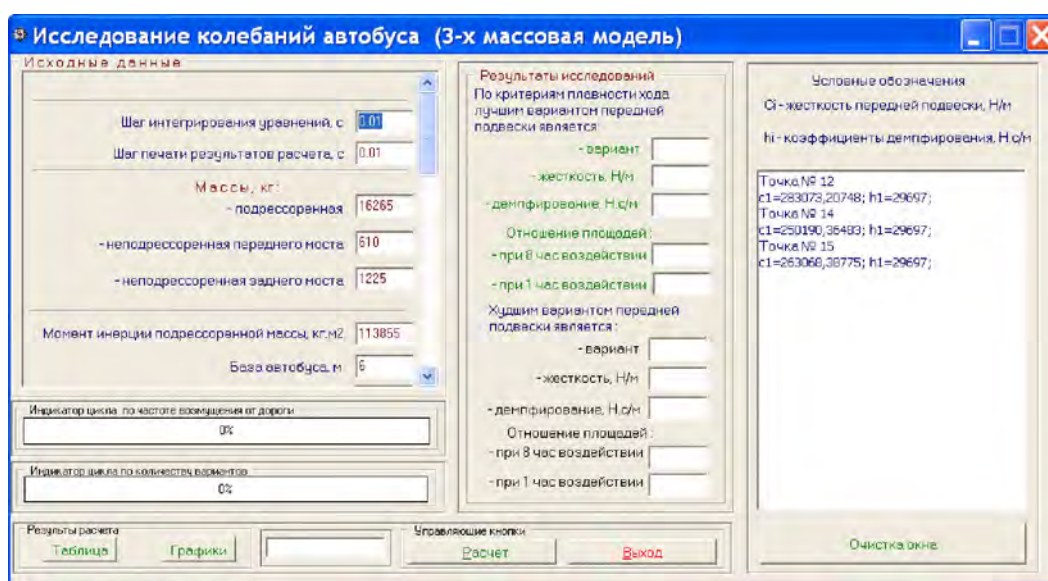 Исследование колебаний автобуса (3-х массовая модель)
Исходные данные
Шаг интегрирования уравнений, с 0.01
Шаг печати результатов расчета, с 0.01
Массы, кг:
- подрессоренная 16265
- неподрессоренная переднего моста 610
- неподрессоренная заднего моста 1225
Момент инерции подрессоренной массы, кг.м2 113855
База автобуса, м 6
Индикатор цикла по частоте возмущения от дороги
0%
Индикатор цикла по количеству вариантов
0%
Результы расчета
Таблица
Графики
Управляющие кнопки
Расчет
Выход
Результаты исследований
По критериям плавности хода
лучшим вариантом передней
подвески является
- вариант
- жесткость, Н/м
- демпфирование, Н.с/м
Отношение площадей :
- при 8 час воздействии
- при 1 час воздействии
Худшим вариантом передней
подвески является :
- вариант
- жесткость, Н/м
- демпфирование, Н.с/м
Отношение площадей :
- при 8 час воздействии
- при 1 час воздействии
Условные обозначения
Ci - жесткость передней подвески, Н/м
hi - коэффициенты демпфирования, Н.с/м
Точка № 12
c1=283073,20748; h1=29697;
Точка № 14
c1=250190,36483; h1=29697;
Точка № 15
c1=263068,38775; h1=29697;
Очистка окна